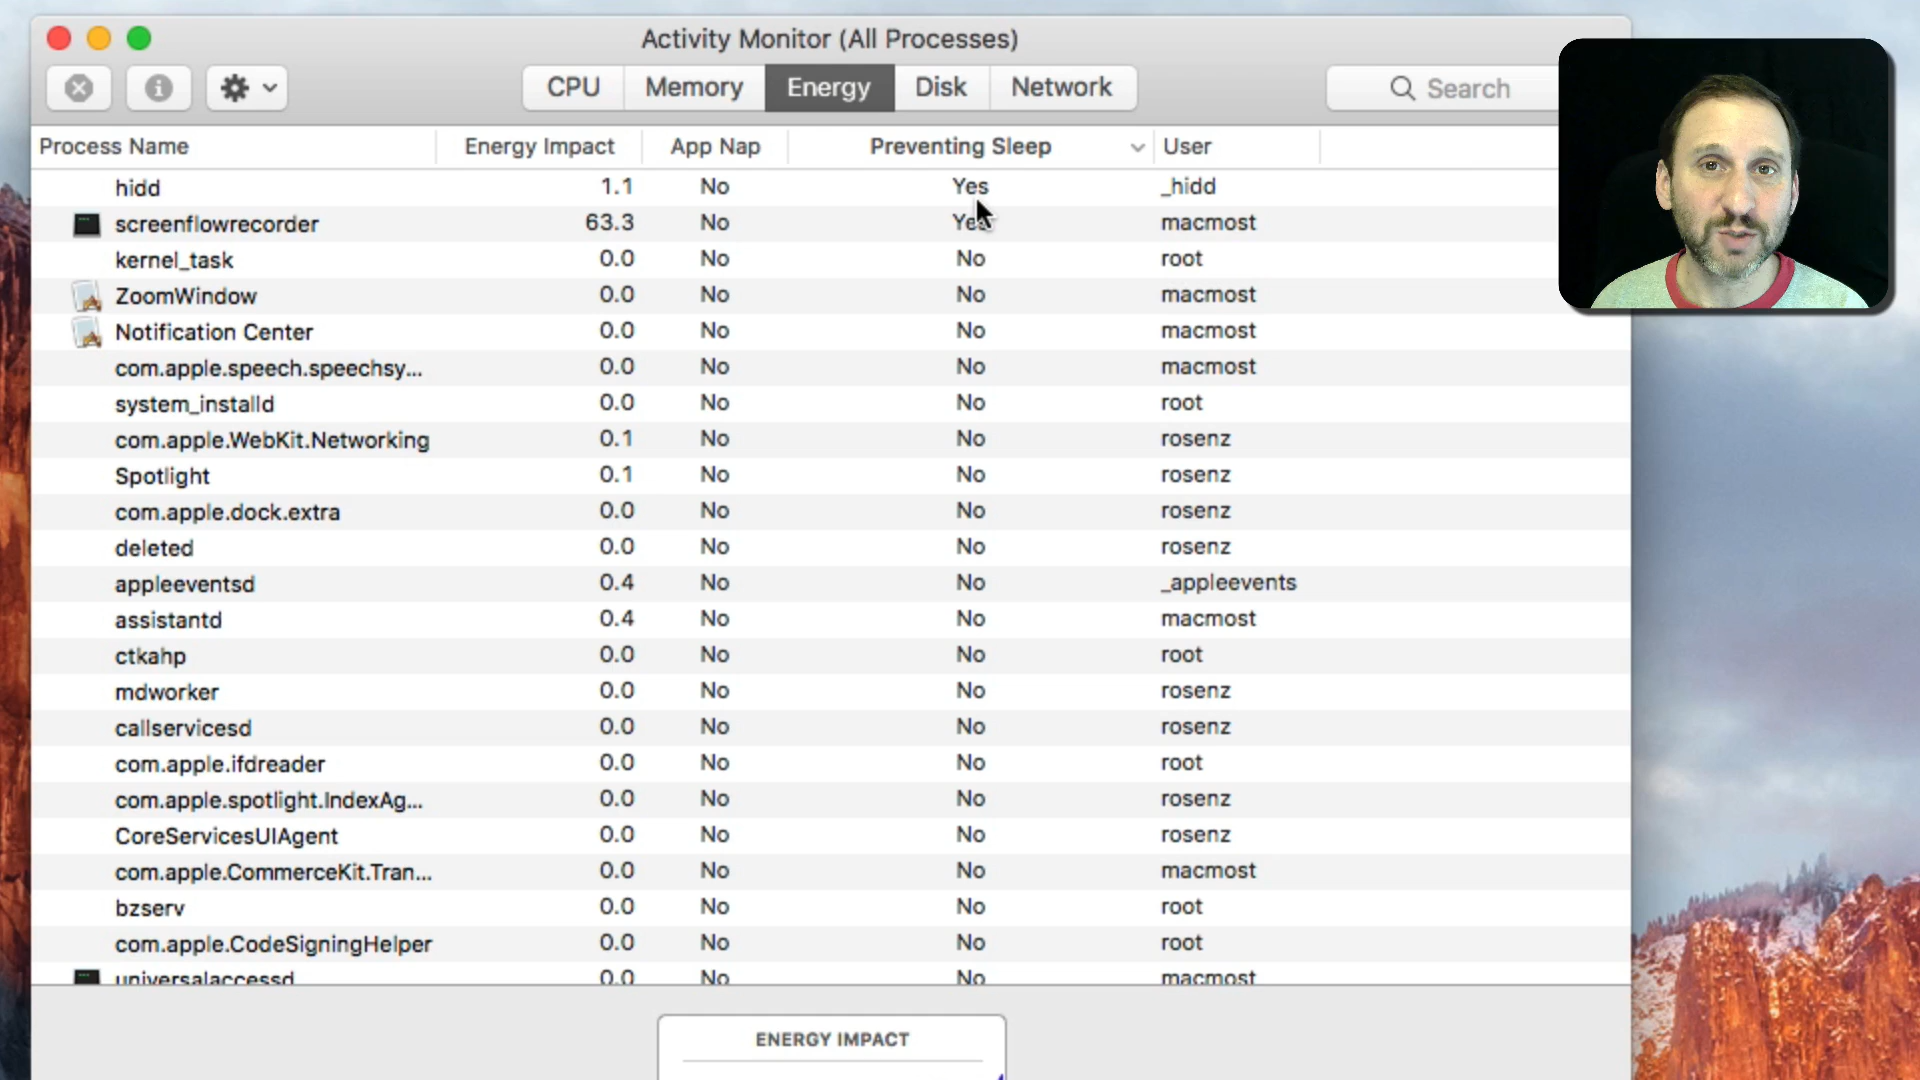 Activity Monitor (All Processes)
CPU Memory Energy Disk Network Search
Process Name Energy Impact App Nap Preventing Sleep User
hidd 1.1 No Yes _hidd
screenflowrecorder 63.3 No Yes macmost
kernel_task 0.0 No No root
ZoomWindow 0.0 No No macmost
Notification Center 0.0 No No macmost
com.apple.speech.speechsy... 0.0 No No macmost
system_installd 0.0 No No root
com.apple.WebKit.Networking 0.1 No No rosenz
Spotlight 0.1 No No rosenz
com.apple.dock.extra 0.0 No No rosenz
deleted 0.0 No No rosenz
appleeventsd 0.4 No No _appleevents
assistantd 0.4 No No macmost
ctkahp 0.0 No No root
mdworker 0.0 No No rosenz
callservicesd 0.0 No No rosenz
com.apple.ifdreader 0.0 No No root
com.apple.spotlight.IndexAg... 0.0 No No rosenz
CoreServicesUIAgent 0.0 No No rosenz
com.apple.CommerceKit.Tran... 0.0 No No macmost
bzserv 0.0 No No root
com.apple.CodeSigningHelper 0.0 No No root
universalaccessd 0.0 No No macmost
ENERGY IMPACT